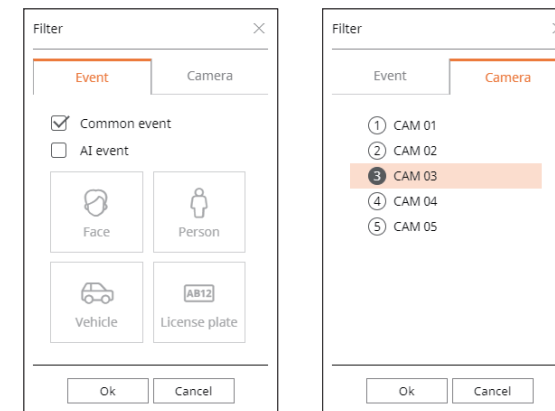 Filter
Event Camera
Common event
AI event
Face Person
AB12
Vehicle License plate
Ok Cancel
Filter
Event Camera
1 CAM 01
2 CAM 02
3 CAM 03
4 CAM 04
5 CAM 05
Ok Cancel